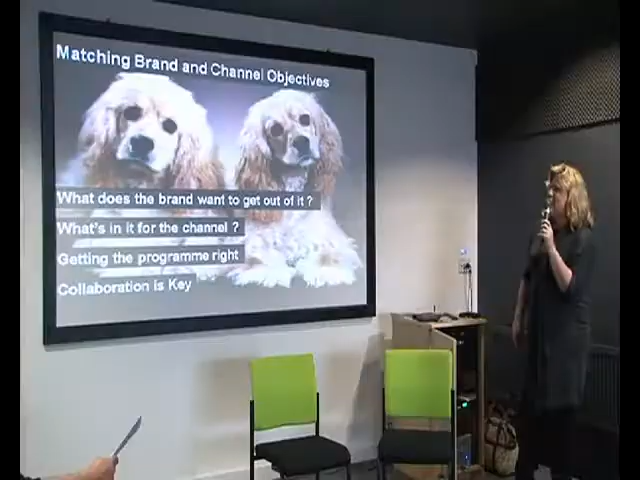 Matching Brand and Channel Objectives
What does the brand want to get out of it ?
What's in it for the channel ?
Getting the programme right
Collaboration is Key